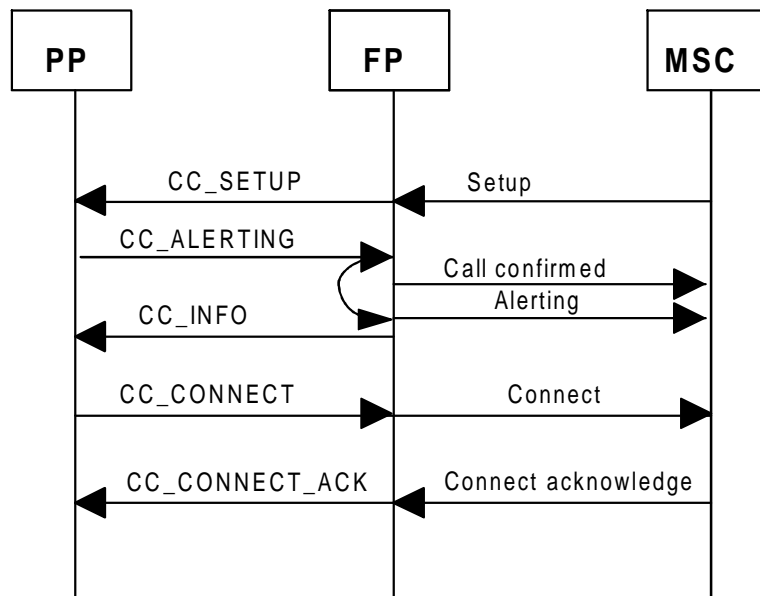 PP
FP
MSC
CC_SETUP
Setup
CC_ALERTING
Call confirmed
Alerting
CC_INFO
CC_CONNECT
Connect
CC_CONNECT_ACK
Connect acknowledge